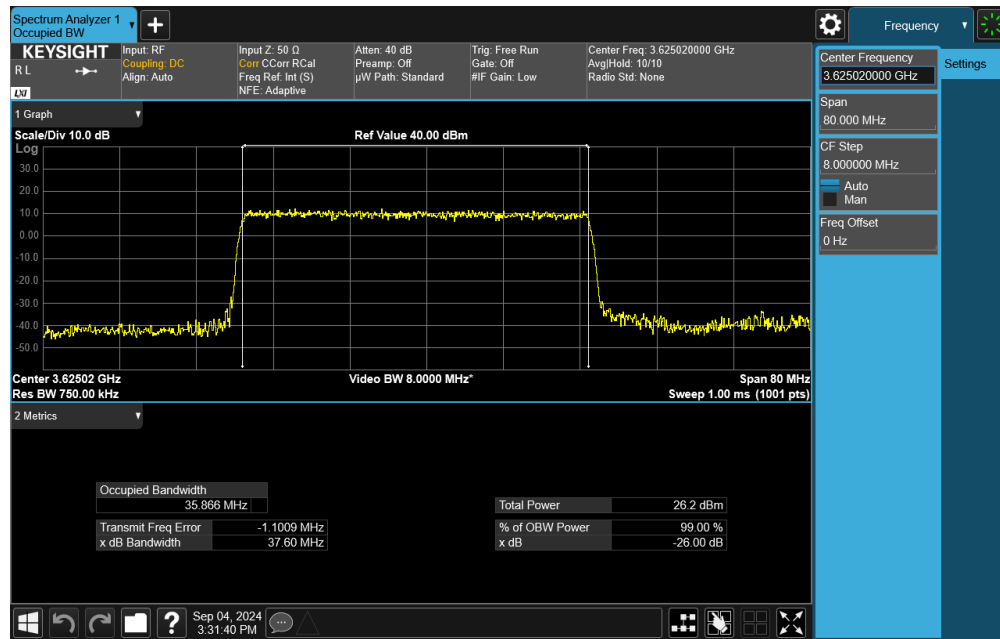 Spectrum Analyzer 1
Occupied BW
+
Frequency
KEYSIGHT
R L
LXI
Input: RF
Coupling: DC
Align: Auto
Input Z: 50 Ω
Corr CCorr RCal
Freq Ref: Int (S)
NFE: Adaptive
Atten: 40 dB
Preamp: Off
µW Path: Standard
Trig: Free Run
Gate: Off
#IF Gain: Low
Center Freq: 3.625020000 GHz
Avg|Hold: 10/10
Radio Std: None
Center Frequency
3.625020000 GHz
Settings
Span
80.000 MHz
CF Step
8.000000 MHz
Auto
Man
Freq Offset
0 Hz
1 Graph
Scale/Div 10.0 dB
Ref Value 40.00 dBm
Log
30.0
20.0
10.0
0.00
-10.0
-20.0
-30.0
-40.0
-50.0
Center 3.62502 GHz
Video BW 8.0000 MHz*
Span 80 MHz
Res BW 750.00 kHz
Sweep 1.00 ms (1001 pts)
2 Metrics
Occupied Bandwidth
35.866 MHz
Total Power 26.2 dBm
Transmit Freq Error -1.1009 MHz
% of OBW Power 99.00 %
x dB Bandwidth 37.60 MHz
x dB -26.00 dB
?
Sep 04, 2024
3:31:40 PM